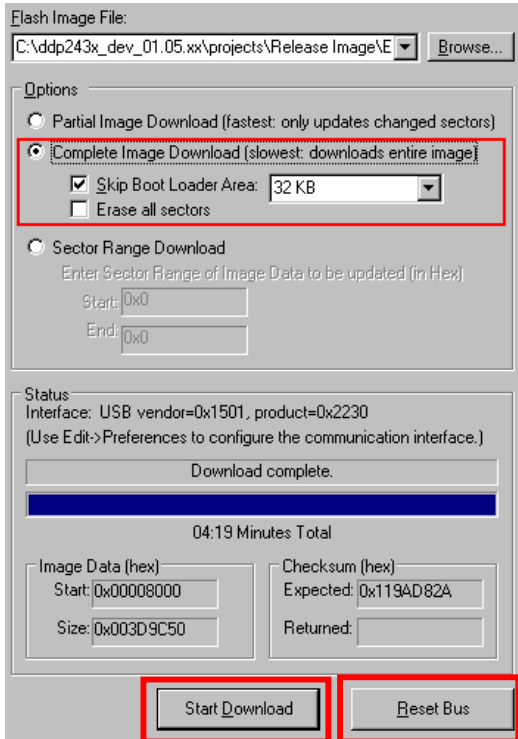 Flash Image File:
C:\ddp243x_dev_01.05.xx\projects\Release Image\E
Browse...
Options
Partial Image Download (fastest: only updates changed sectors)
Complete Image Download (slowest: downloads entire image)
Skip Boot Loader Area: 32 KB
Erase all sectors
Sector Range Download
Enter Sector Range of Image Data to be updated (in Hex)
Start: 0x0
End: 0x0
Status
Interface: USB vendor=0x1501, product=0x2230
(Use Edit->Preferences to configure the communication interface.)
Download complete.
04:19 Minutes Total
Image Data (hex)
Start: 0x00008000
Size: 0x003D9C50
Checksum (hex)
Expected: 0x119AD82A
Returned:
Start Download
Reset Bus